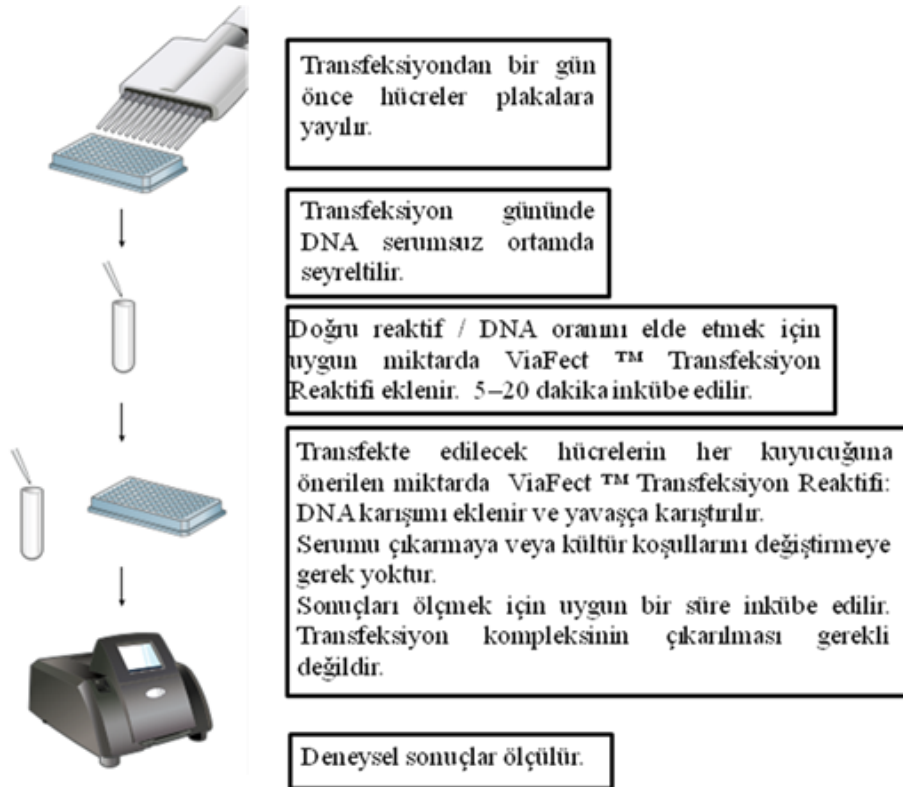 Transfeksiyondan bir gün
önce hücreler plakalara
yayılır.
Transfeksiyon gününde
DNA serumsuz ortamda
seyreltilir.
Doğru reaktif / DNA oranını elde etmek için
uygun miktarda ViaFect ™ Transfeksiyon
Reaktifi eklenir. 5–20 dakika inkübe edilir.
Transfekte edilecek hücrelerin her kuyucuğuna
önerilen miktarda ViaFect ™ Transfeksiyon Reaktifi:
DNA karışımı eklenir ve yavaşça karıştırılır.
Serumu çıkarmaya veya kültür koşullarını değiştirmeye
gerek yoktur.
Sonuçları ölçmek için uygun bir süre inkübe edilir.
Transfeksiyon kompleksinin çıkarılması gerekli
değildir.
Deneysel sonuçlar ölçülür.